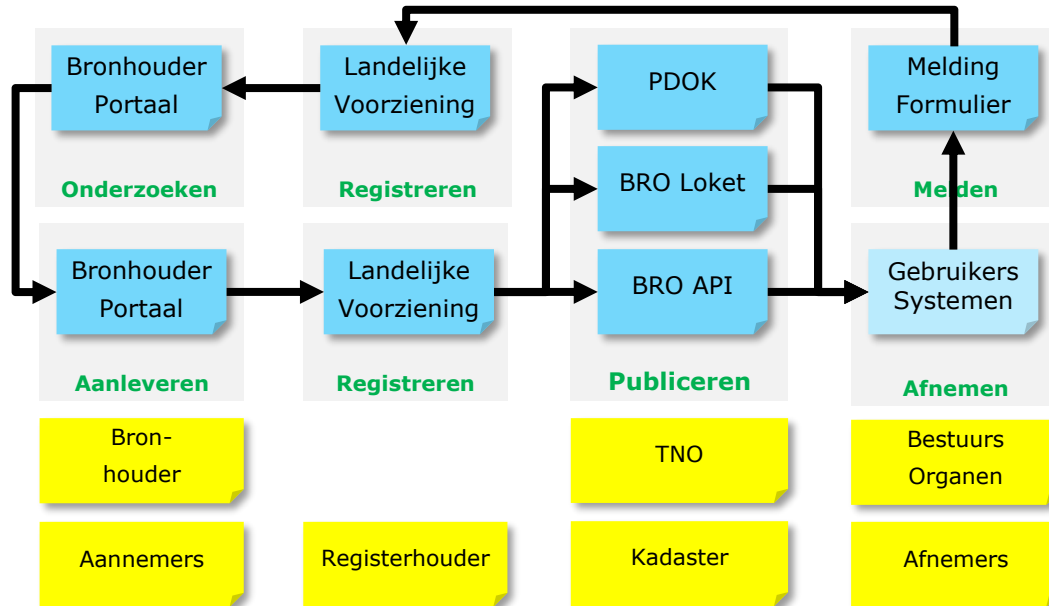 Bronhouder
Portaal
Onderzoeken
Landelijke
Voorziening
Registreren
PDOK
BRO Loket
BRO API
Publiceren
Melding
Formulier
Melden
Bronhouder
Portaal
Aanleveren
Landelijke
Voorziening
Registreren
Gebruikers
Systemen
Afnemen
Bron-
houder
TNO
Bestuurs
Organen
Aannemers
Registerhouder
Kadaster
Afnemers